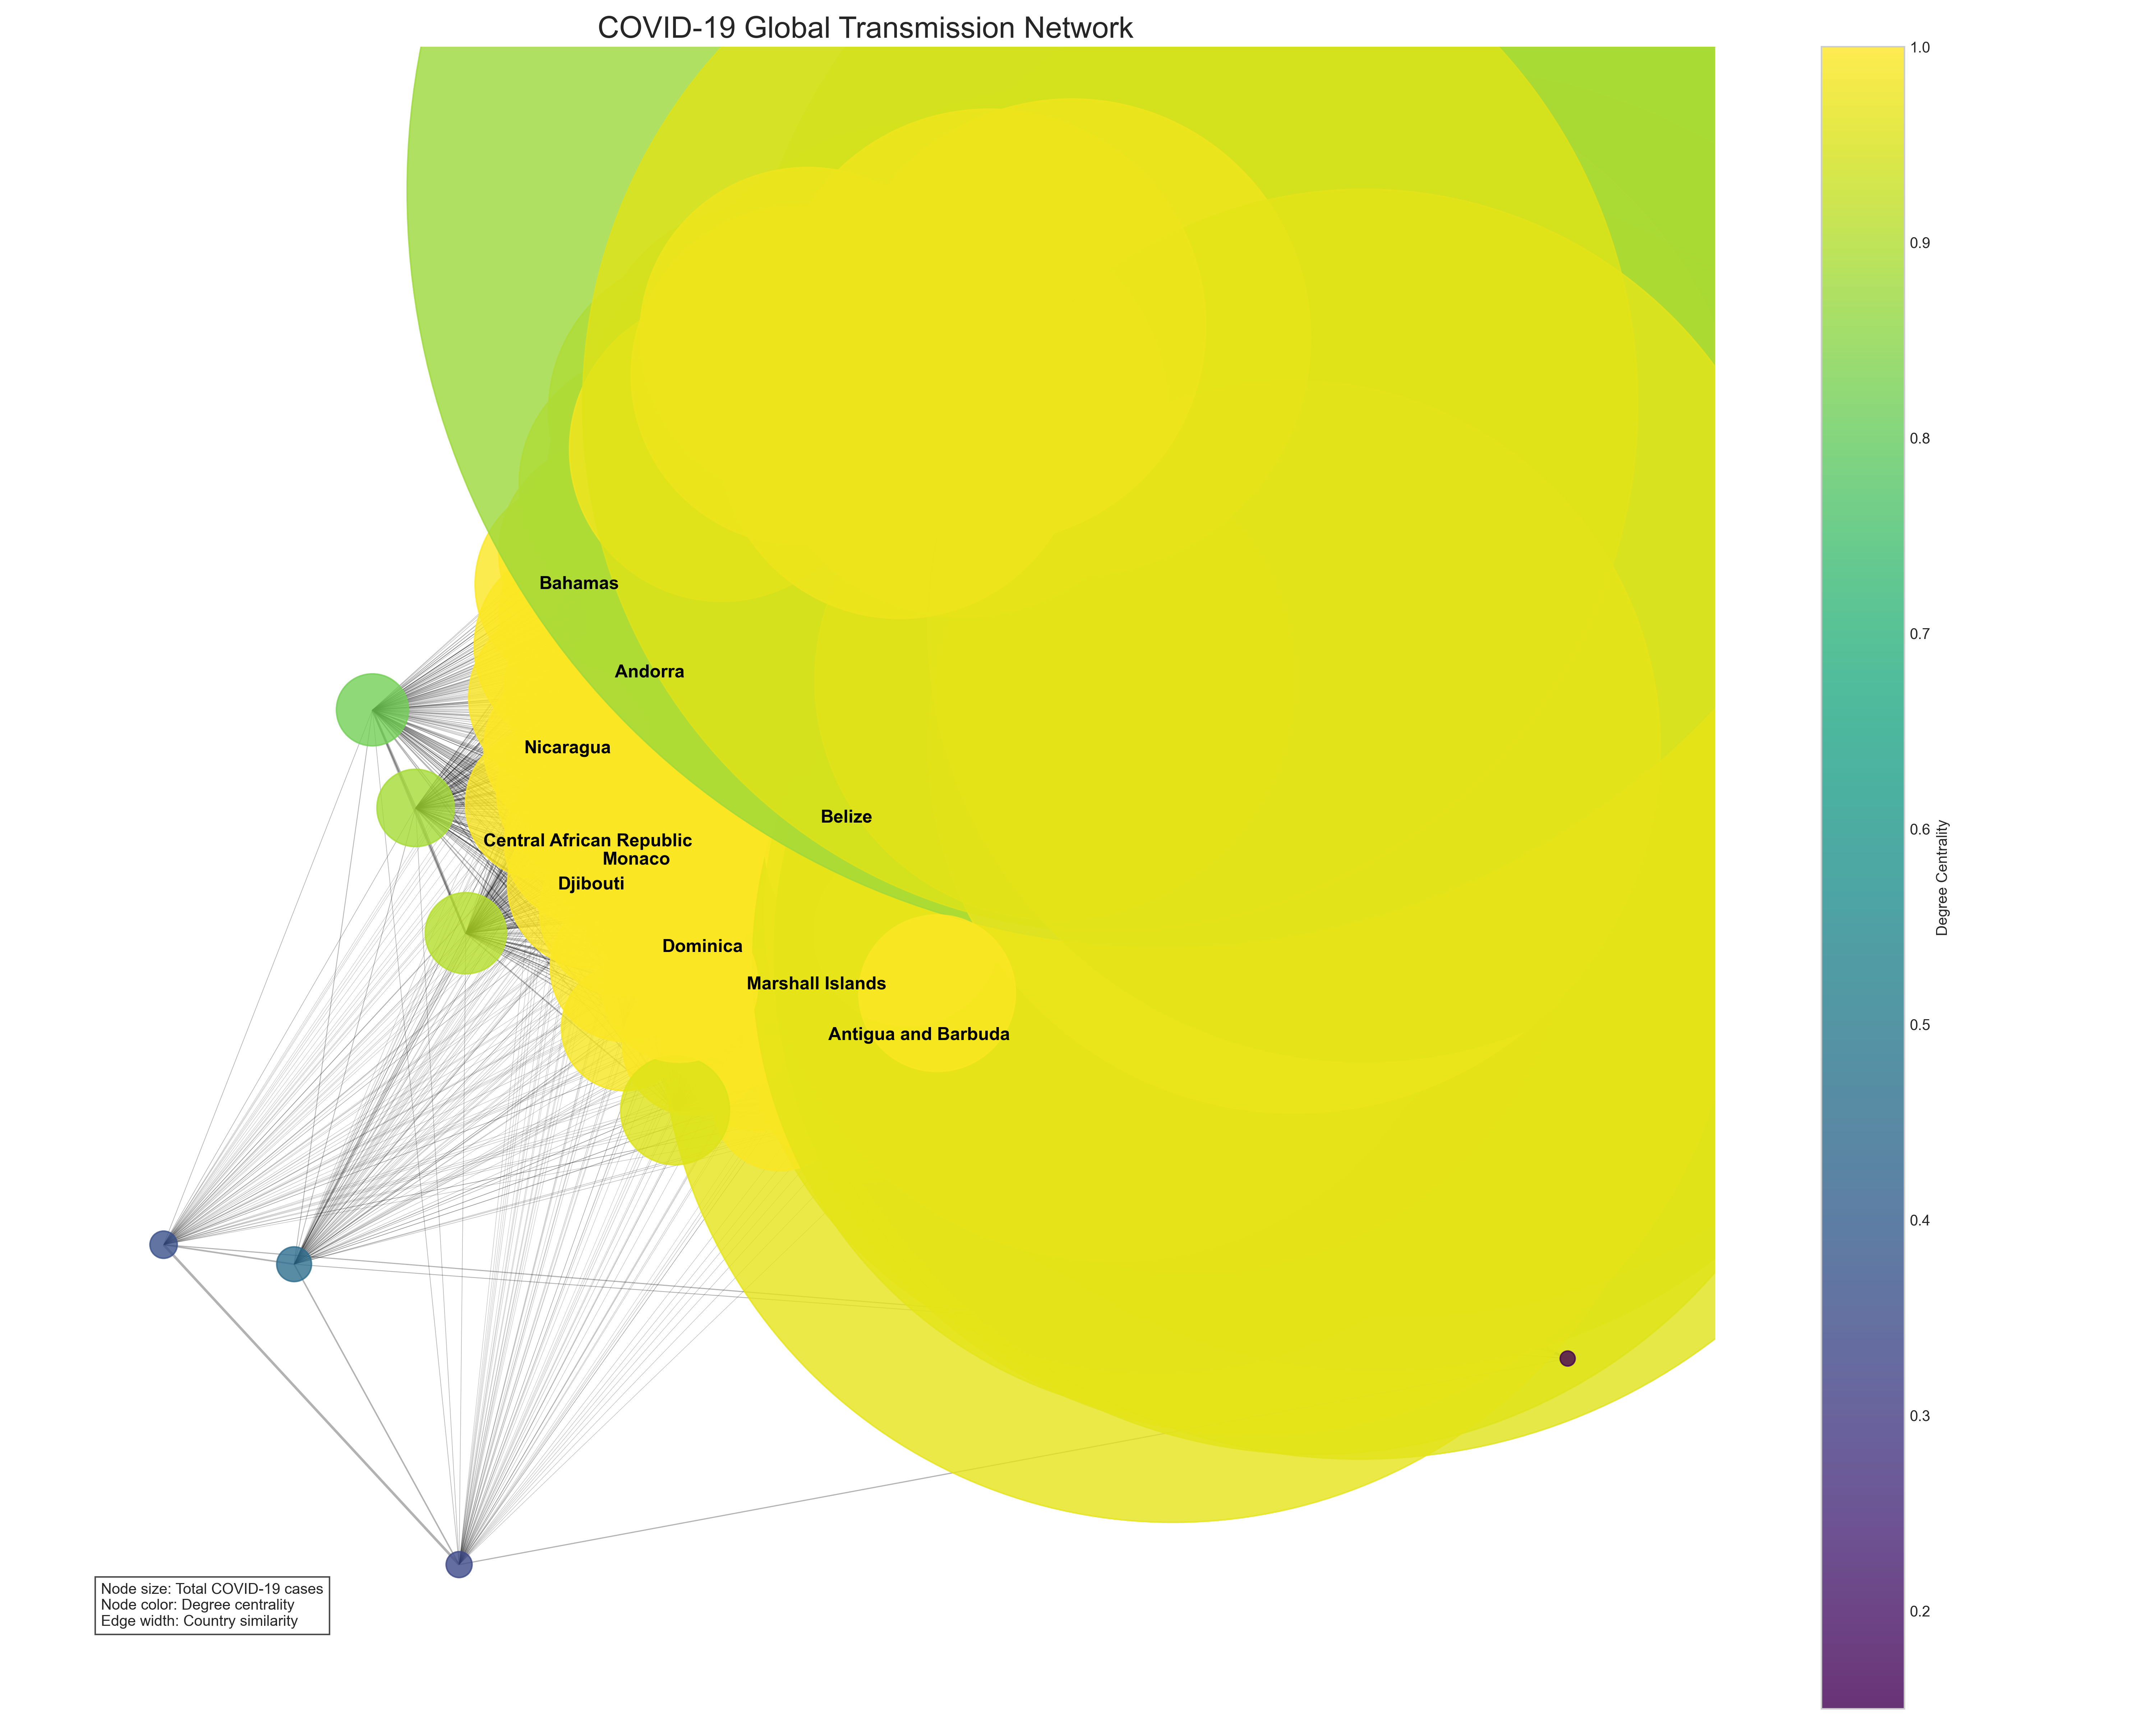 COVID-19 Global Transmission Network
1.0
0.9
0.8
0.7
0.6
0.5
0.4
0.3
0.2
Degree Centrality
Bahamas
Andorra
Nicaragua
Belize
Central African Republic
Monaco
Djibouti
Dominica
Marshall Islands
Antigua and Barbuda
Node size: Total COVID-19 cases
Node color: Degree centrality
Edge width: Country similarity